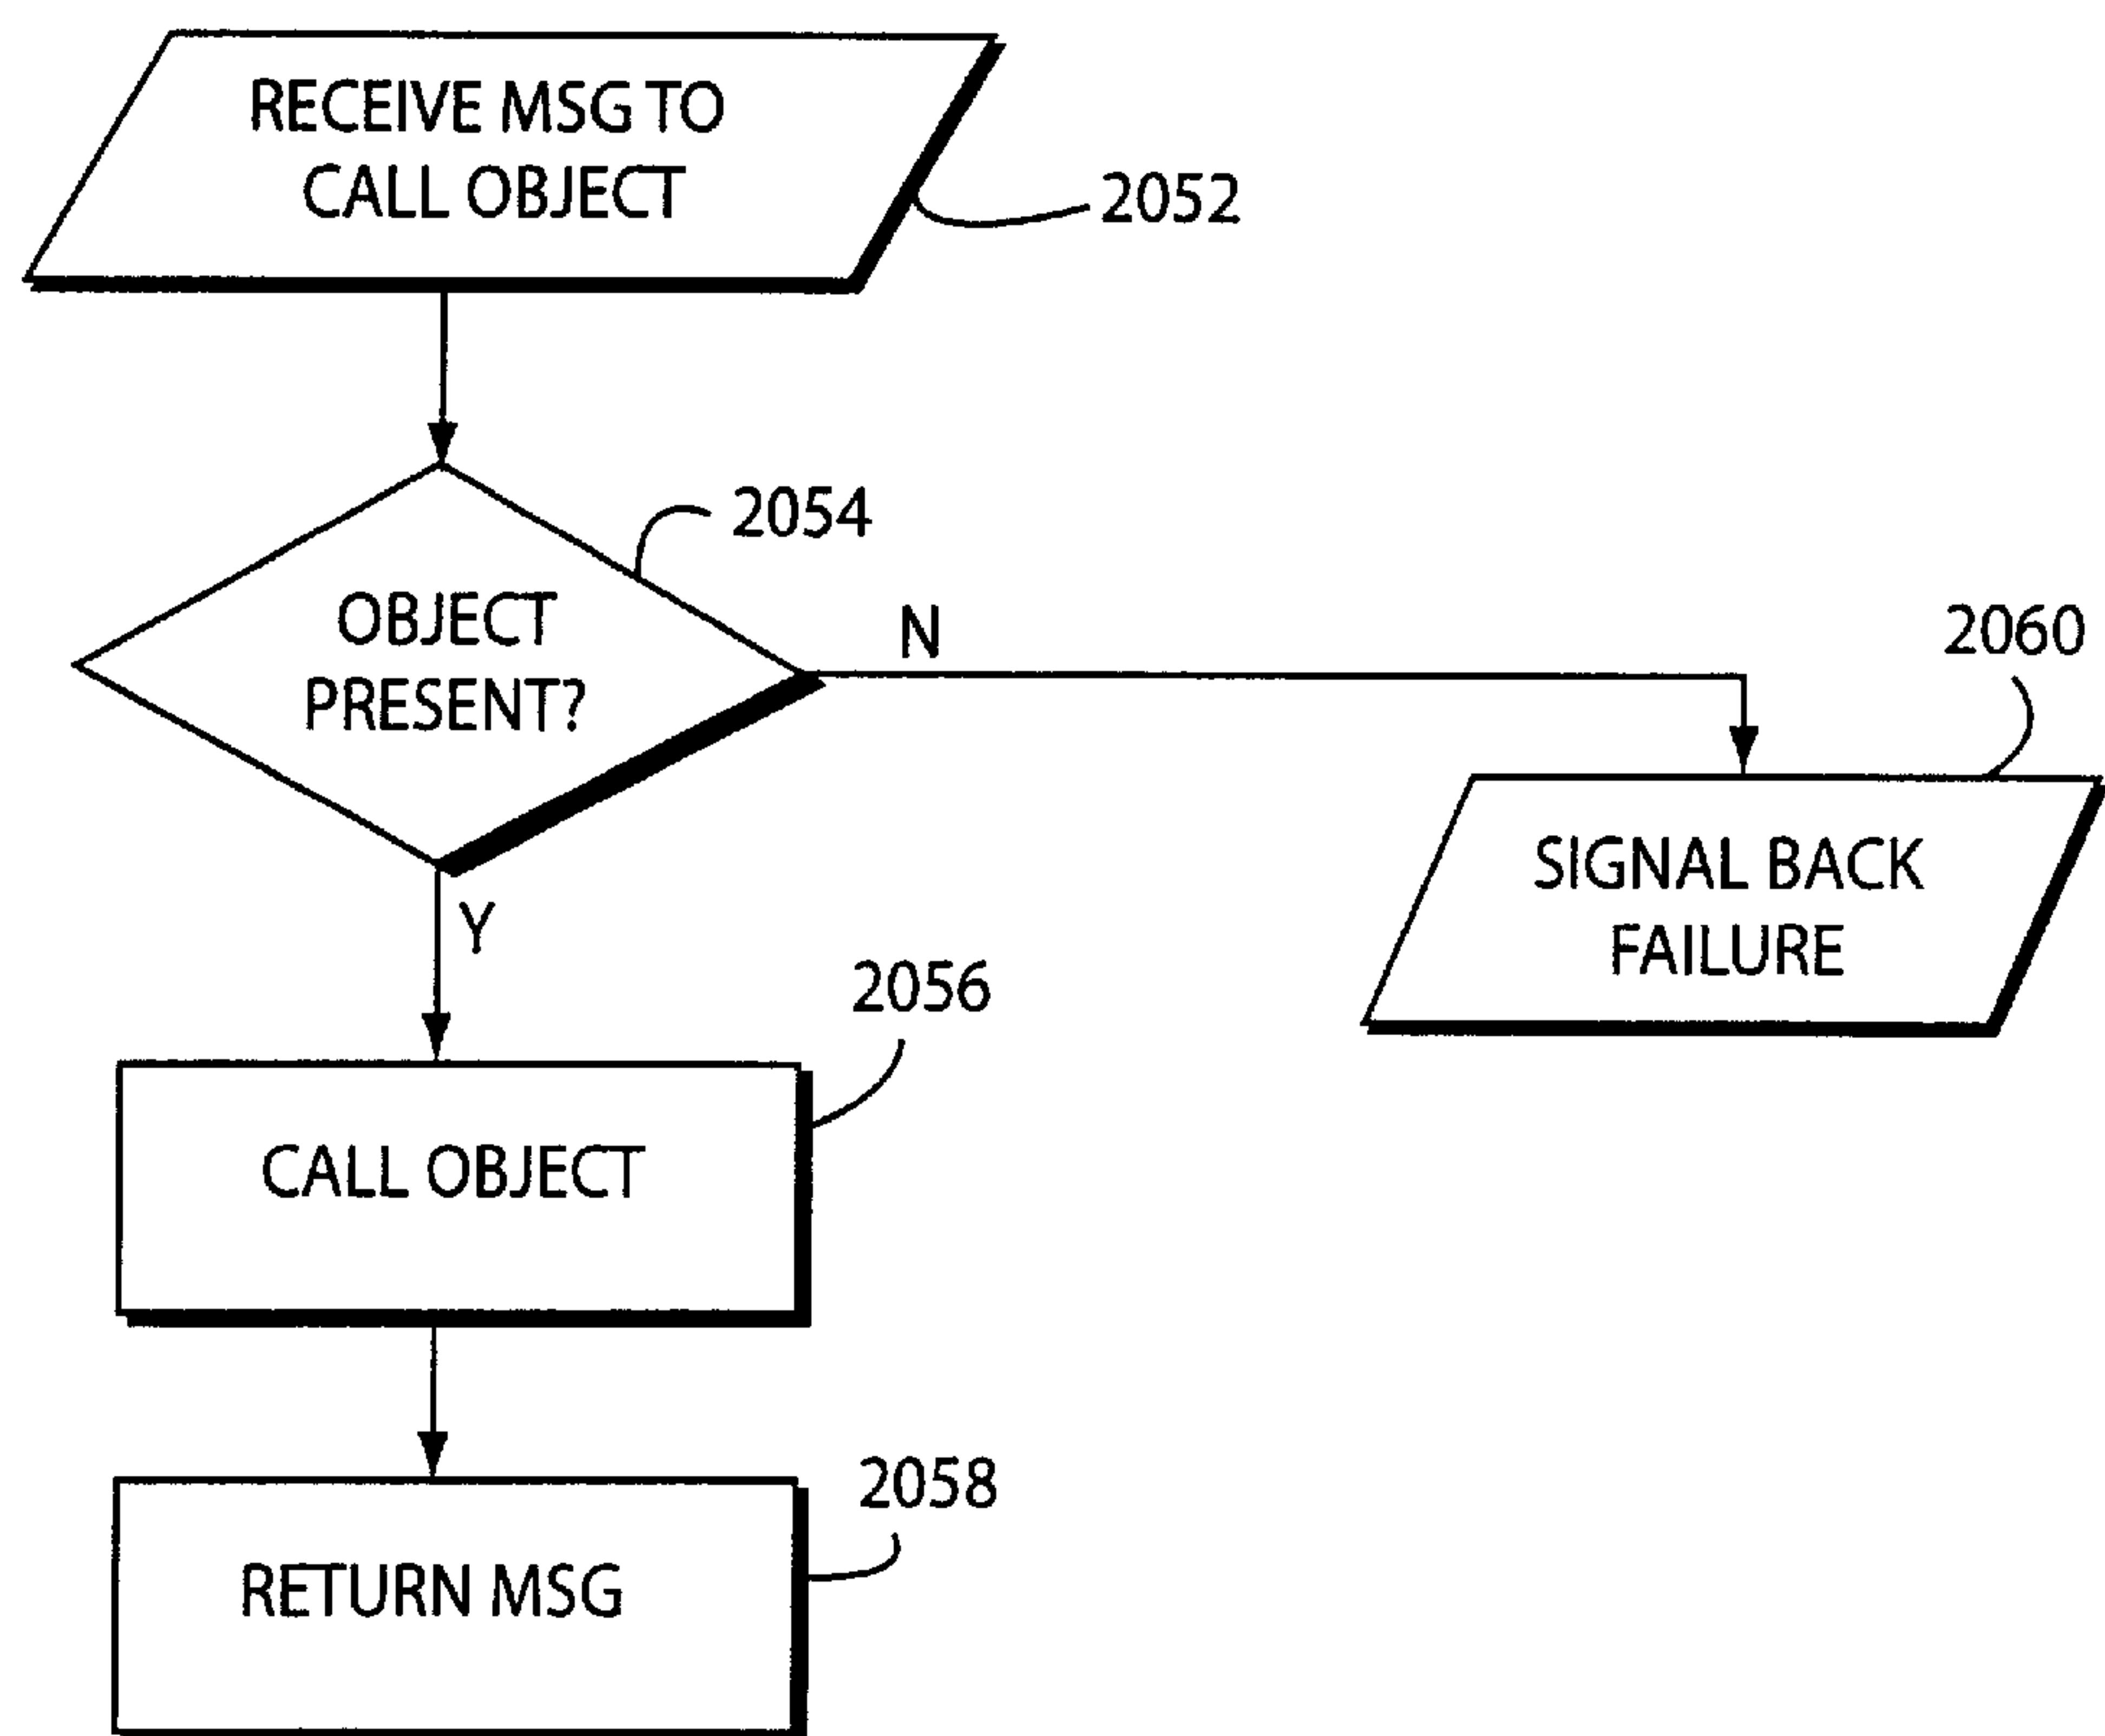 RECEIVE MSG TO
CALL OBJECT
2052
2054
OBJECT
PRESENT?
N
2060
SIGNAL BACK
FAILURE
Y
2056
CALL OBJECT
2058
RETURN MSG